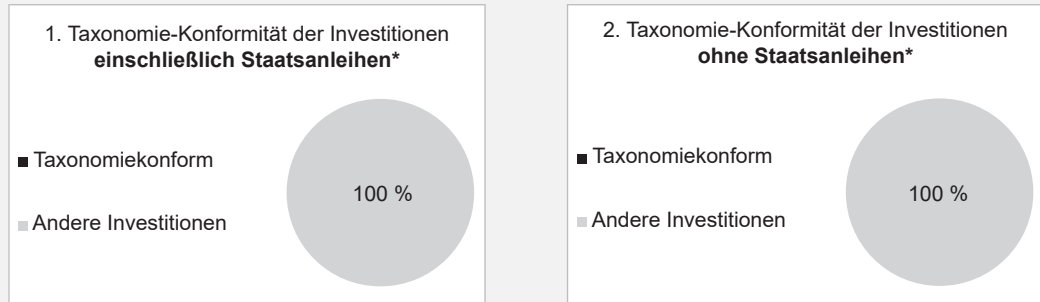 1. Taxonomie-Konformität der Investitionen
einschließlich Staatsanleihen*
Taxonomiekonform
Andere Investitionen
100 %
2. Taxonomie-Konformität der Investitionen
ohne Staatsanleihen*
Taxonomiekonform
Andere Investitionen
100 %